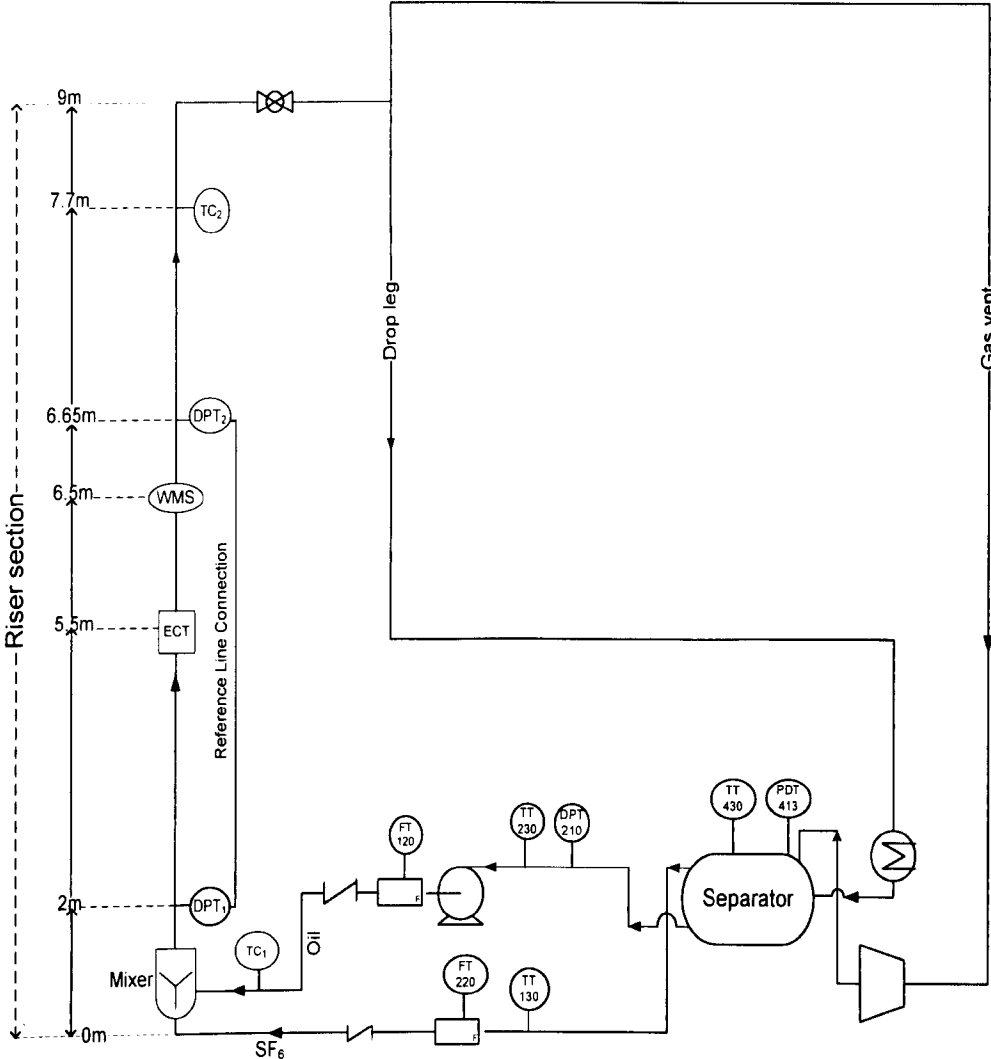 9m
7.7m
TC₂
Riser section
Drop leg
Gas vent
6.65m
DPT₂
6.5m
WMS
Reference Line Connection
5.5m
ECT
TT
430
PDT
413
FT
120
TT
230
DPT
210
F
Separator
2m
DPT₁
Oil
TC₁
Mixer
FT
220
TT
130
F
0m
SF₆